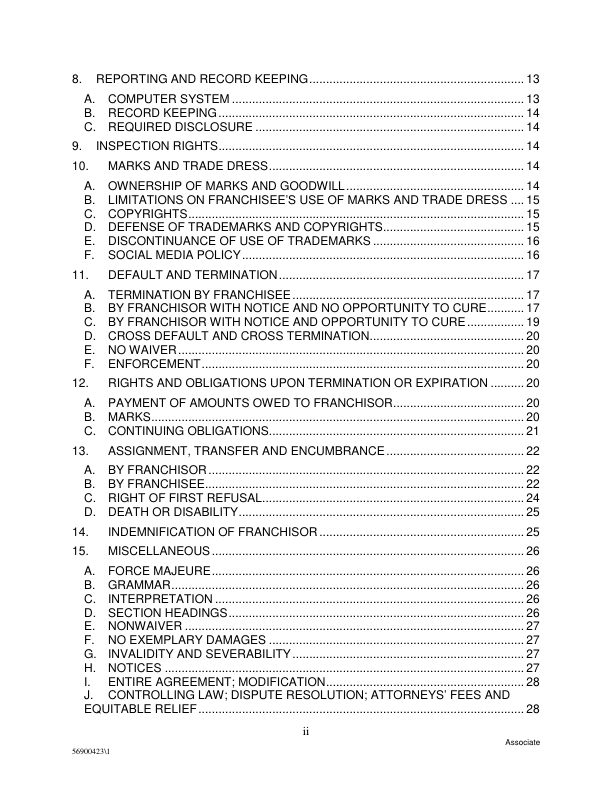 8. REPORTING AND RECORD KEEPING.................................................................. 13
A. COMPUTER SYSTEM ......................................................................................... 13
B. RECORD KEEPING............................................................................................. 14
C. REQUIRED DISCLOSURE .................................................................................. 14
9. INSPECTION RIGHTS............................................................................................. 14
10. MARKS AND TRADE DRESS.............................................................................. 14
A. OWNERSHIP OF MARKS AND GOODWILL...................................................... 14
B. LIMITATIONS ON FRANCHISEE'S USE OF MARKS AND TRADE DRESS .... 15
C. COPYRIGHTS...................................................................................................... 15
D. DEFENSE OF TRADEMARKS AND COPYRIGHTS........................................... 15
E. DISCONTINUANCE OF USE OF TRADEMARKS .............................................. 16
F. SOCIAL MEDIA POLICY...................................................................................... 16
11. DEFAULT AND TERMINATION........................................................................... 17
A. TERMINATION BY FRANCHISEE ...................................................................... 17
B. BY FRANCHISOR WITH NOTICE AND NO OPPORTUNITY TO CURE........... 17
C. BY FRANCHISOR WITH NOTICE AND OPPORTUNITY TO CURE ................. 19
D. CROSS DEFAULT AND CROSS TERMINATION............................................... 20
E. NO WAIVER......................................................................................................... 20
F. ENFORCEMENT.................................................................................................. 20
12. RIGHTS AND OBLIGATIONS UPON TERMINATION OR EXPIRATION .......... 20
A. PAYMENT OF AMOUNTS OWED TO FRANCHISOR........................................ 20
B. MARKS................................................................................................................. 20
C. CONTINUING OBLIGATIONS............................................................................. 21
13. ASSIGNMENT, TRANSFER AND ENCUMBRANCE .......................................... 22
A. BY FRANCHISOR ................................................................................................ 22
B. BY FRANCHISEE................................................................................................. 22
C. RIGHT OF FIRST REFUSAL............................................................................... 24
D. DEATH OR DISABILITY....................................................................................... 25
14. INDEMNIFICATION OF FRANCHISOR ............................................................... 25
15. MISCELLANEOUS ............................................................................................... 26
A. FORCE MAJEURE............................................................................................... 26
B. GRAMMAR........................................................................................................... 26
C. INTERPRETATION .............................................................................................. 26
D. SECTION HEADINGS.......................................................................................... 26
E. NONWAIVER ....................................................................................................... 27
F. NO EXEMPLARY DAMAGES .............................................................................. 27
G. INVALIDITY AND SEVERABILITY....................................................................... 27
H. NOTICES ............................................................................................................. 27
I. ENTIRE AGREEMENT; MODIFICATION............................................................. 28
J. CONTROLLING LAW; DISPUTE RESOLUTION; ATTORNEYS' FEES AND
EQUITABLE RELIEF.................................................................................................. 28
ii
Associate
56900423\1